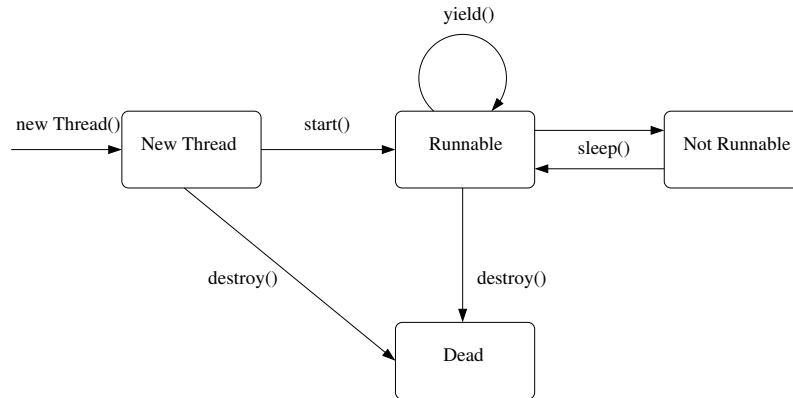 yield()
new Thread()
New Thread
start()
Runnable
sleep()
Not Runnable
destroy()
destroy()
Dead